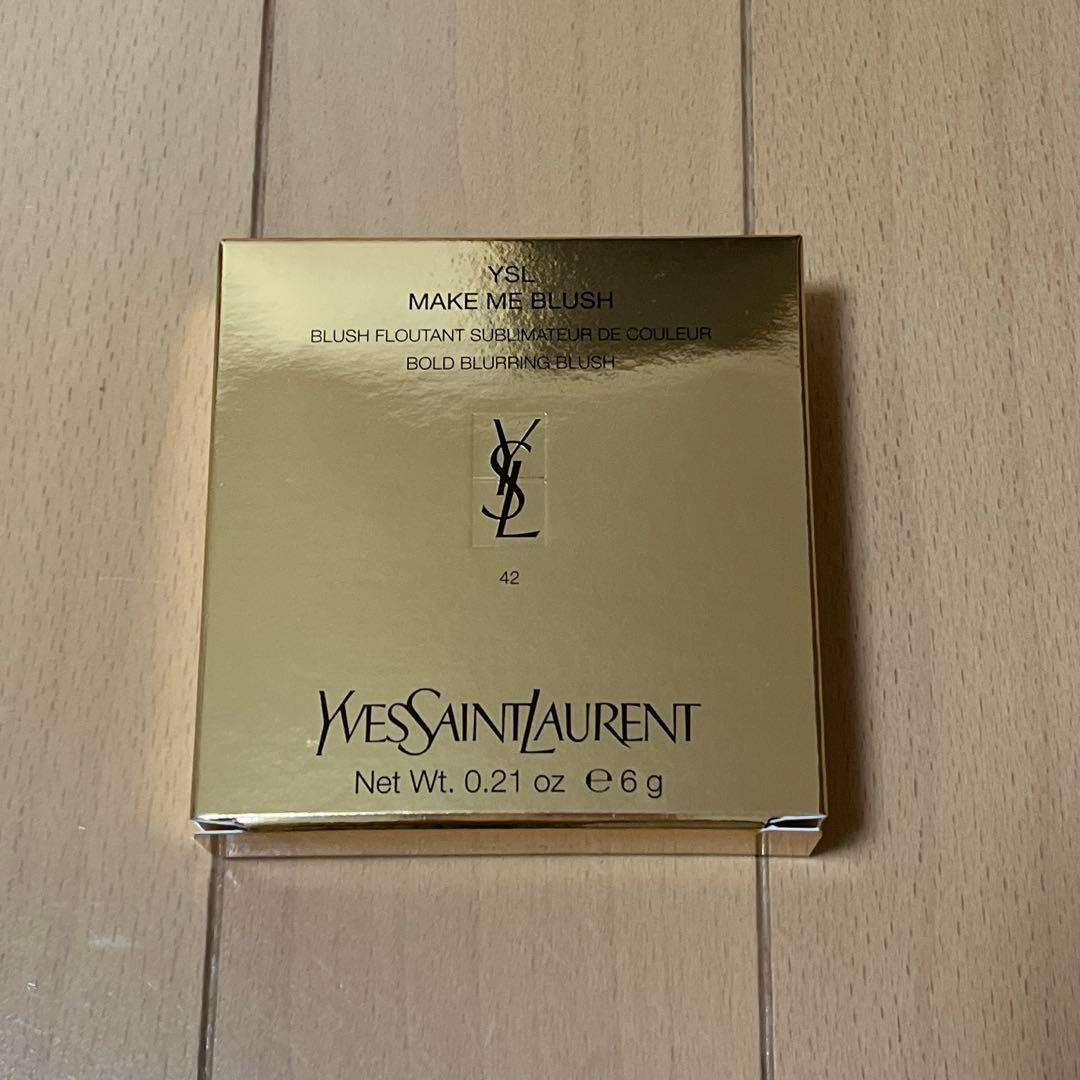 YSL
MAKE ME BLUSH
BLUSH FLOUTANT SUBLIMATEUR DE COULEUR
BOLD BLURRING BLUSH
YSL
42
YVESSAINTLAURENT
Net Wt. 0.21 oz ℮ 6 g